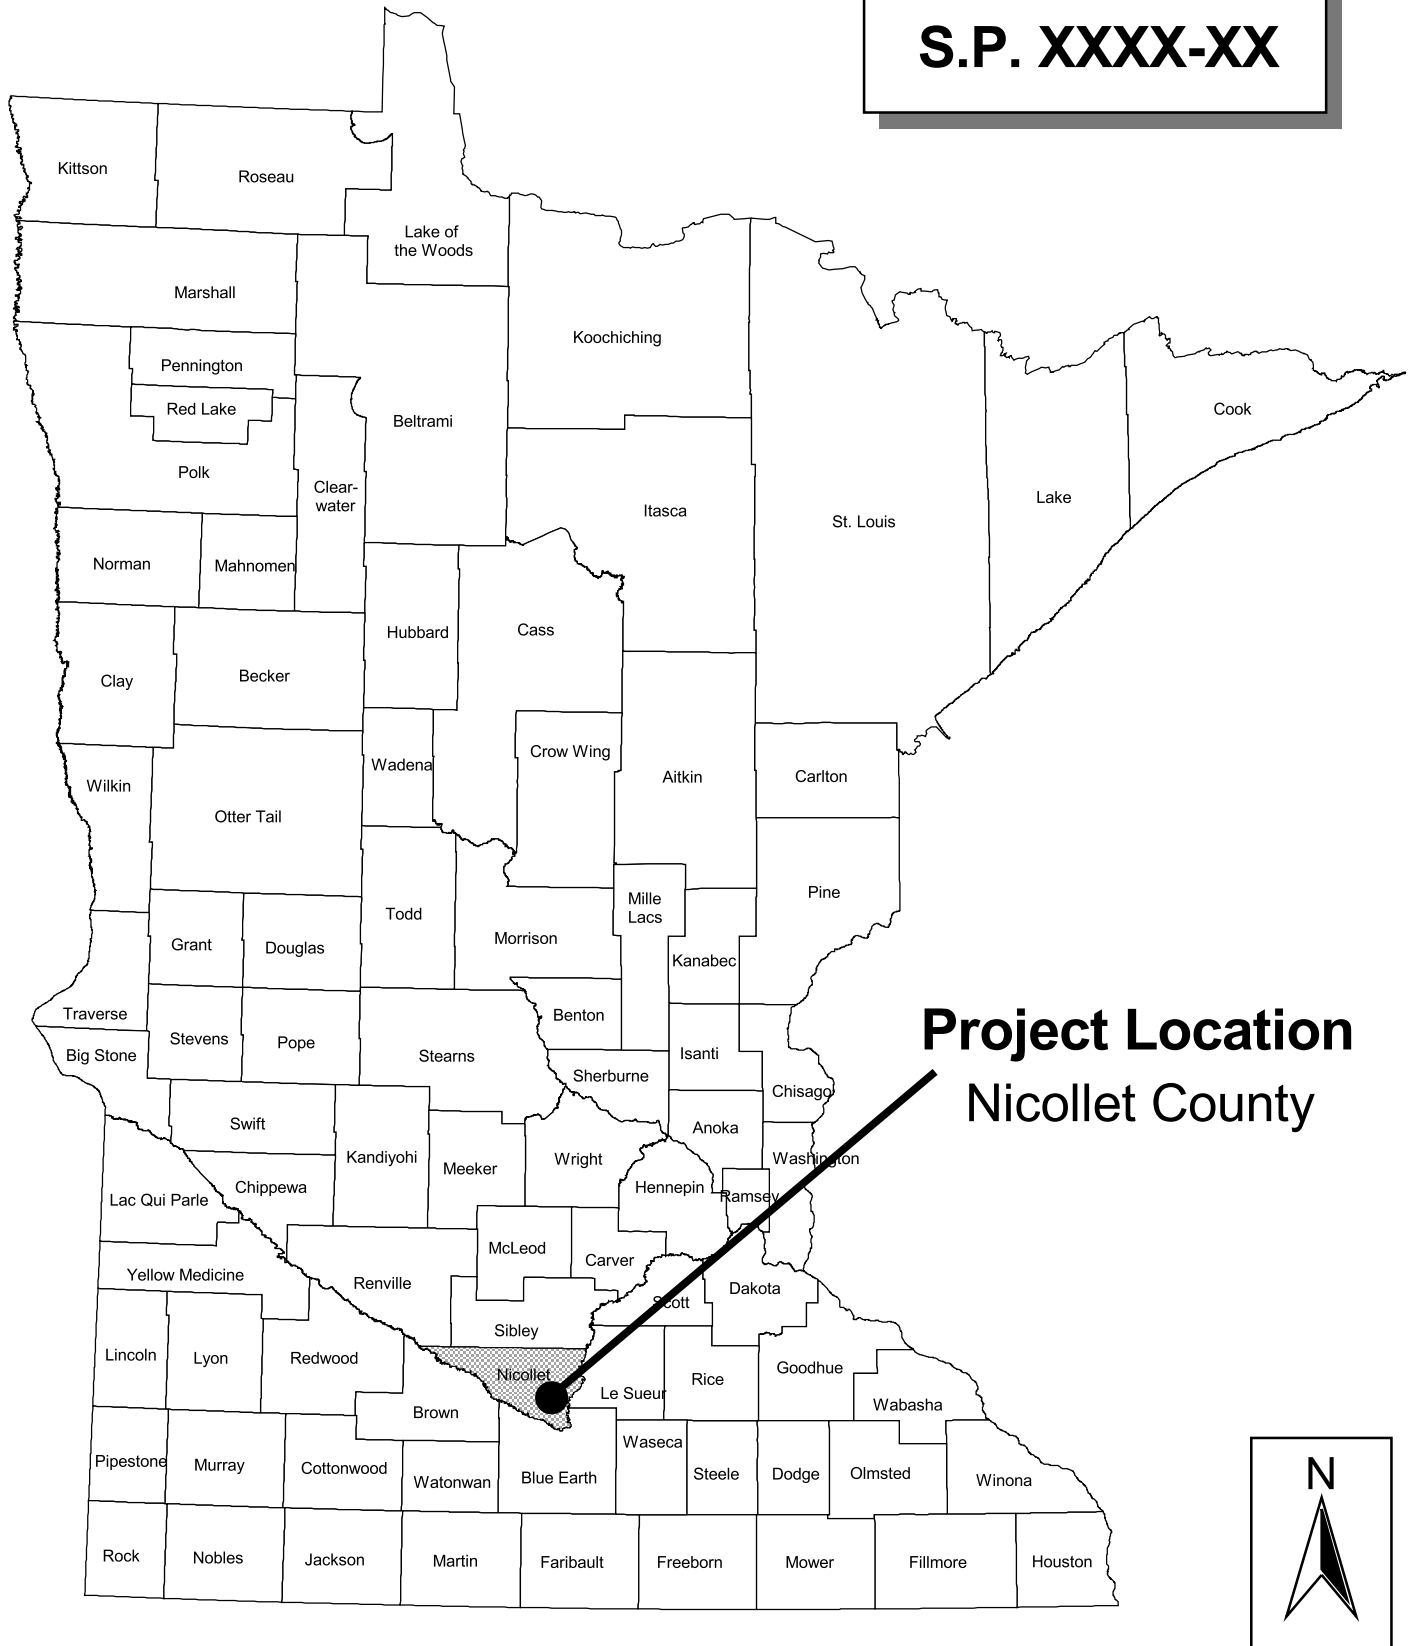 S.P. XXXX-XX
Kittson
Roseau
Lake of
the Woods
Marshall
Koochiching
Pennington
Red Lake
Beltrami
Cook
Polk
Clear-
water
Lake
Itasca
St. Louis
Norman
Mahnomen
Hubbard
Cass
Clay
Becker
Crow Wing
Wadena
Aitkin
Carlton
Wilkin
Otter Tail
Pine
Mille
Lacs
Todd
Morrison
Grant
Douglas
Kanabec
Traverse
Benton
Project Location
Stevens
Pope
Big Stone
Stearns
Isanti
Sherburne
Chisago
Nicollet County
Swift
Anoka
Kandiyohi
Meeker
Wright
Washington
Chippewa
Hennepin
Ramsey
Lac Qui Parle
McLeod
Carver
Yellow Medicine
Renville
Dakota
Scott
Sibley
Lincoln
Lyon
Redwood
Nicollet
Rice
Goodhue
Le Sueur
Brown
Wabasha
Waseca
Pipestone
Murray
Cottonwood
Watonwan
Blue Earth
Steele
Dodge
Olmsted
Winona
N
Rock
Nobles
Jackson
Martin
Faribault
Freeborn
Mower
Fillmore
Houston